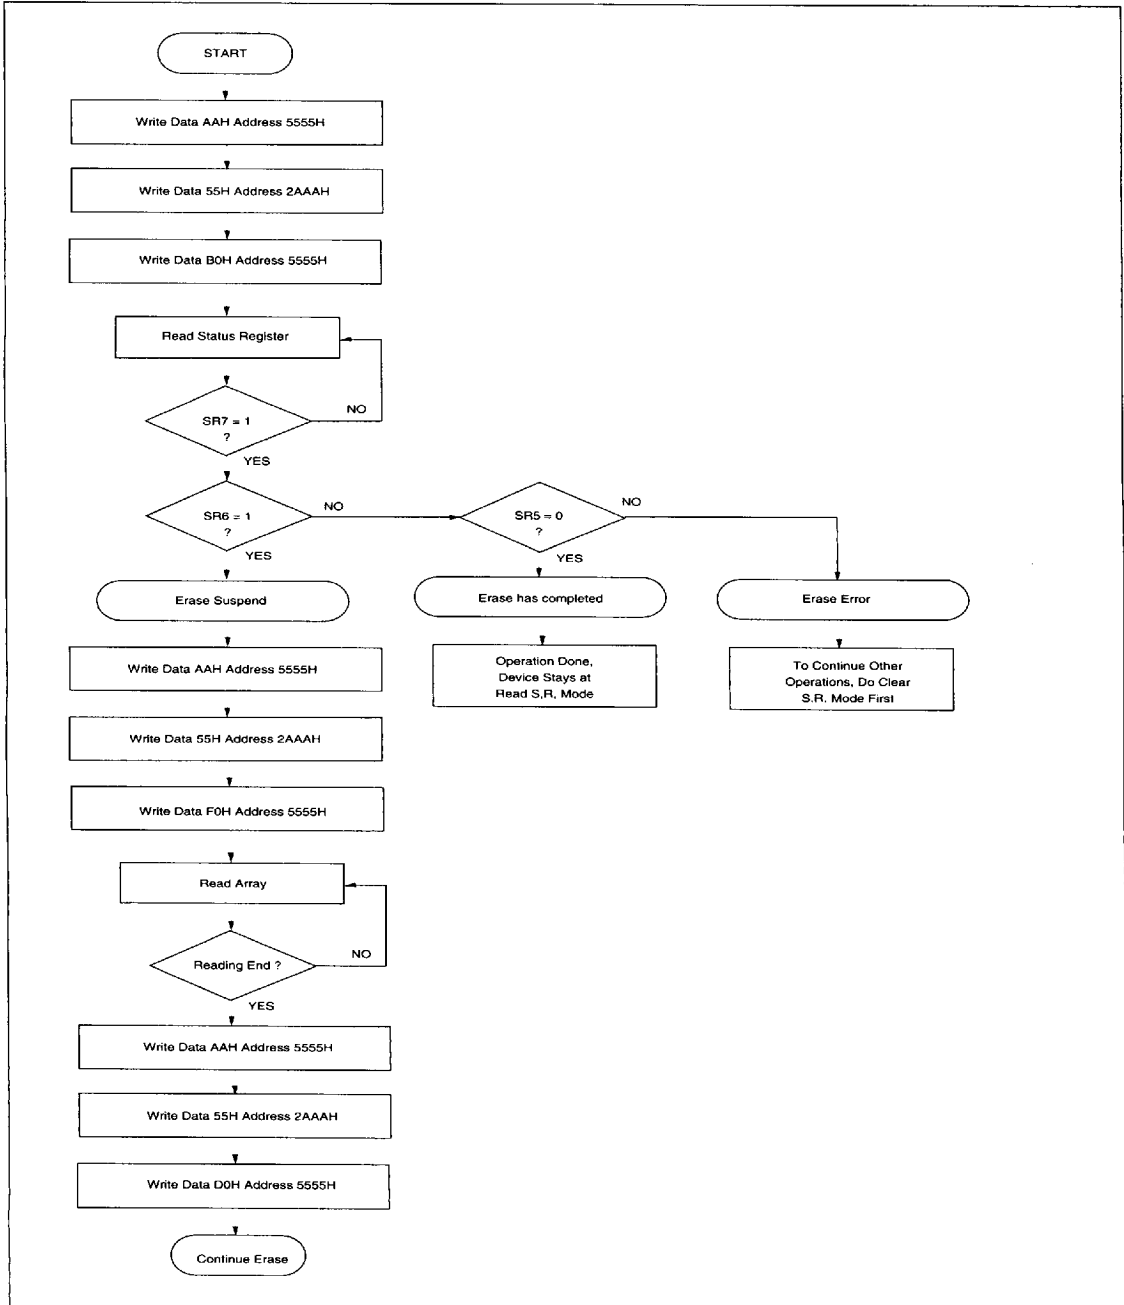 START
Write Data AAH Address 5555H
Write Data 55H Address 2AAAH
Write Data B0H Address 5555H
Read Status Register
NO
SR7 = 1
?
YES
SR6 = 1
?
NO
YES
SR5 = 0
?
NO
YES
Erase Suspend
Erase has completed
Erase Error
Write Data AAH Address 5555H
Operation Done,
Device Stays at
Read S,R, Mode
To Continue Other
Operations, Do Clear
S.R. Mode First
Write Data 55H Address 2AAAH
Write Data F0H Address 5555H
Read Array
NO
Reading End ?
YES
Write Data AAH Address 5555H
Write Data 55H Address 2AAAH
Write Data D0H Address 5555H
Continue Erase